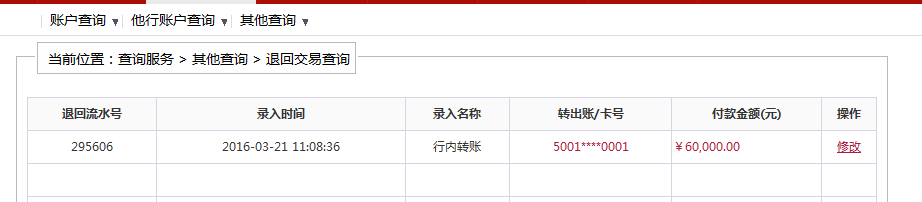 账户查询 他行账户查询 其他查询
当前位置：查询服务 > 其他查询 > 退回交易查询
退回流水号 录入时间 录入名称 转出账/卡号 付款金额(元) 操作
295606 2016-03-21 11:08:36 行内转账 5001****0001 ￥60,000.00 修改